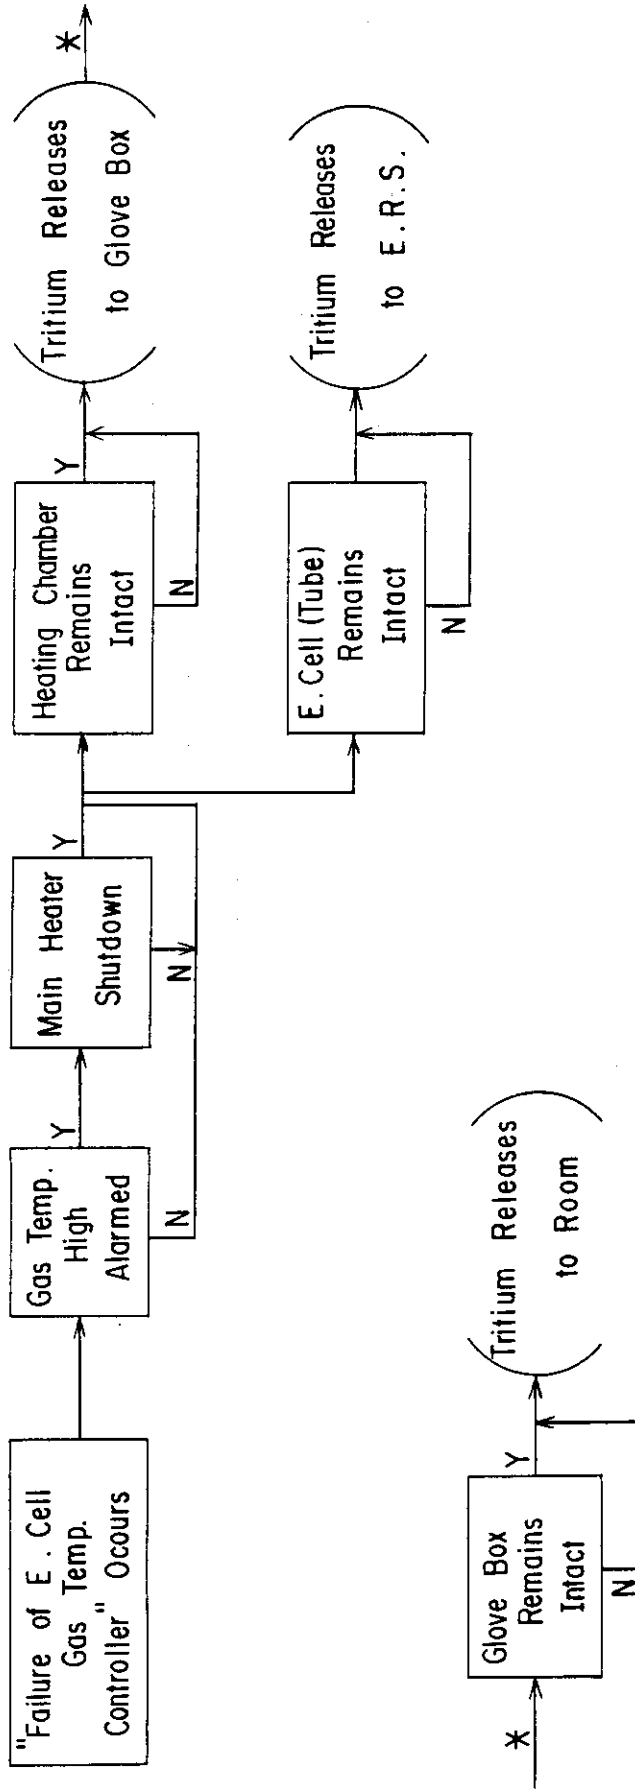 "Failure of E. Cell
Gas Temp.
Controller" Ocours
Gas Temp.
High
Alarmed
Y
N
Main Heater
Shutdown
Y
N
Heating Chamber
Remains
Intact
Y
N
Tritium Releases
to Glove Box
*
E. Cell (Tube)
Remains
Intact
N
Tritium Releases
to E.R.S.
*
Glove Box
Remains
Intact
Y
N
Tritium Releases
to Room